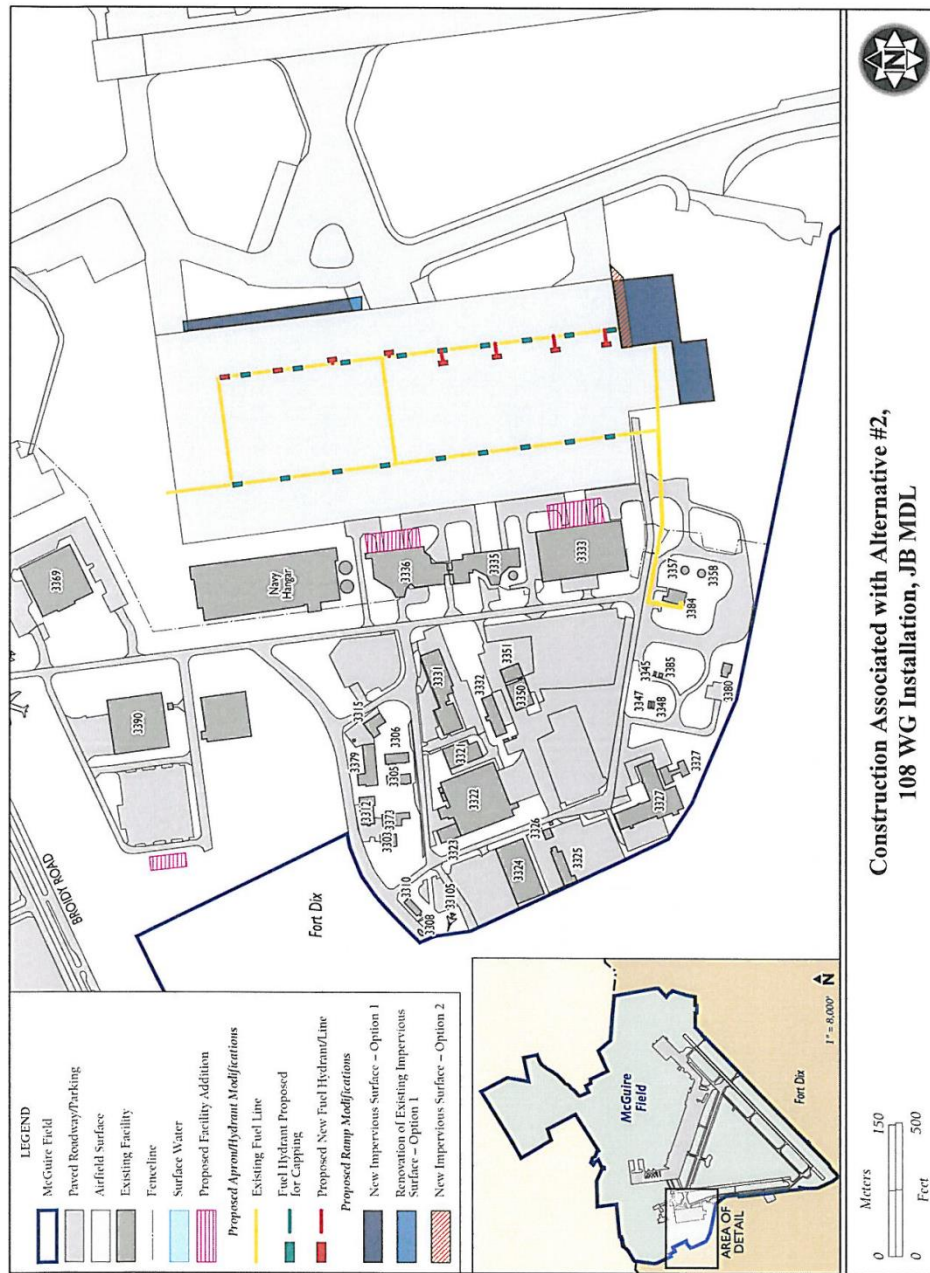 LEGEND
McGuire Field
Paved Roadway/Parking
Airfield Surface
Existing Facility
Fenceline
Surface Water
Proposed Facility Addition
Proposed Apron/Hydrant Modifications
Existing Fuel Line
Fuel Hydrant Proposed
for Capping
Proposed New Fuel Hydrant/Line
Proposed Ramp Modifications
New Impervious Surface – Option 1
Renovation of Existing Impervious
Surface – Option 1
New Impervious Surface – Option 2
BROIDY ROAD
3369
3390
Navy
Hangar
Fort Dix
3315
3379
3306
3305
3312
3373
3303
3310
3308
33105
3336
3335
3333
3331
3332
3321
3322
3323
3351
3350
3324
3326
3325
3327
3327
3347
3348
3345
3385
3380
3357
3358
3384
McGuire
Field
AREA OF
DETAIL
Fort Dix
N
1" = 8,000'
Meters
0 150
0 500
Feet
Construction Associated with Alternative #2,
108 WG Installation, JB MDL
N